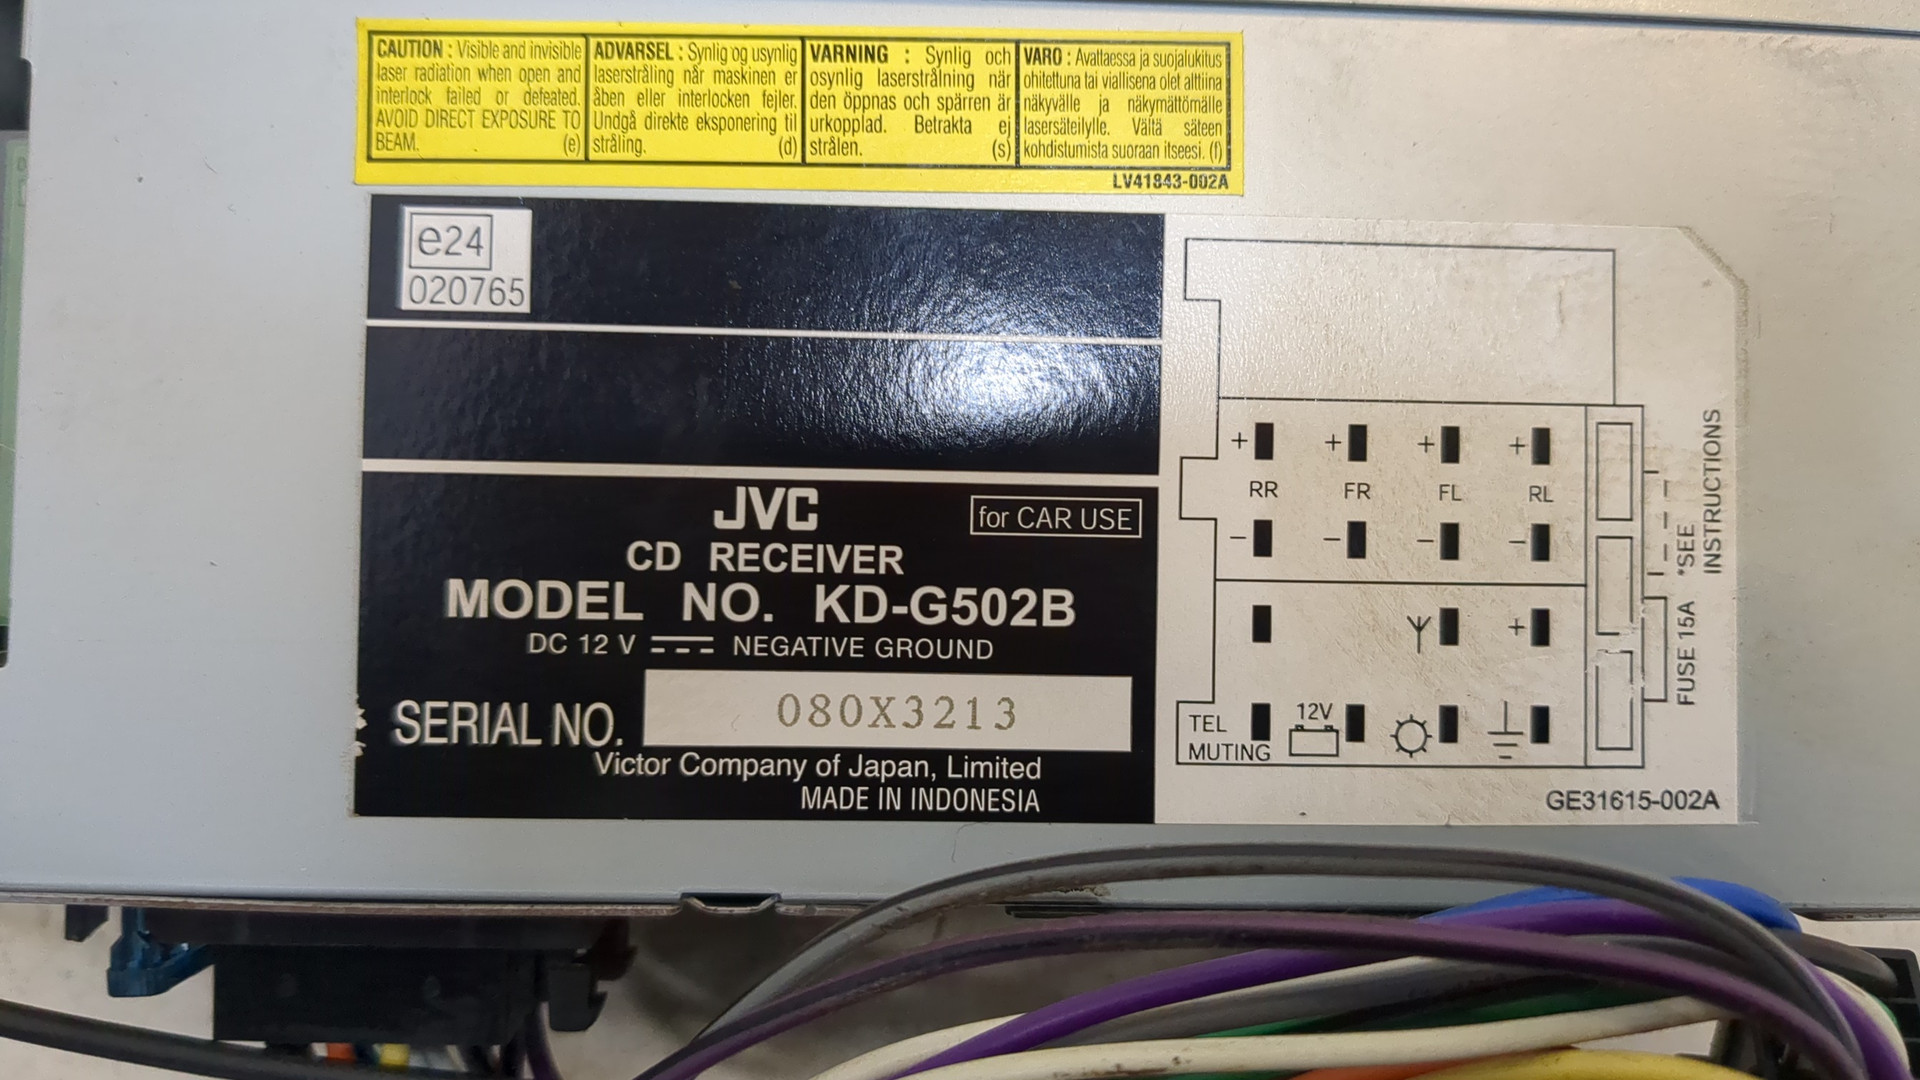 CAUTION : Visible and invisible
laser radiation when open and
interlock failed or defeated.
AVOID DIRECT EXPOSURE TO
BEAM. (e)
ADVARSEL : Synlig og usynlig
laserstråling når maskinen er
åben eller interlocken fejler.
Undgå direkte eksponering til
stråling. (d)
VARNING : Synlig och
osynlig laserstrålning när
den öppnas och spärren är
urkopplad. Betrakta ej
strålen. (s)
VARO : Avattaessa ja suojalukitus
ohitettuna tai viallisena olet alttiina
näkyvälle ja näkymättömälle
lasersäteilylle. Vältä säteen
kohdistumista suoraan itseesi. (f)
LV41843-002A
e24
020765
JVC
for CAR USE
CD RECEIVER
MODEL NO. KD-G502B
DC 12 V NEGATIVE GROUND
SERIAL NO. 080X3213
Victor Company of Japan, Limited
MADE IN INDONESIA
+ + + +
RR FR FL RL
− − − −
+
TEL
MUTING
12V
FUSE 15A *SEE
INSTRUCTIONS
GE31615-002A